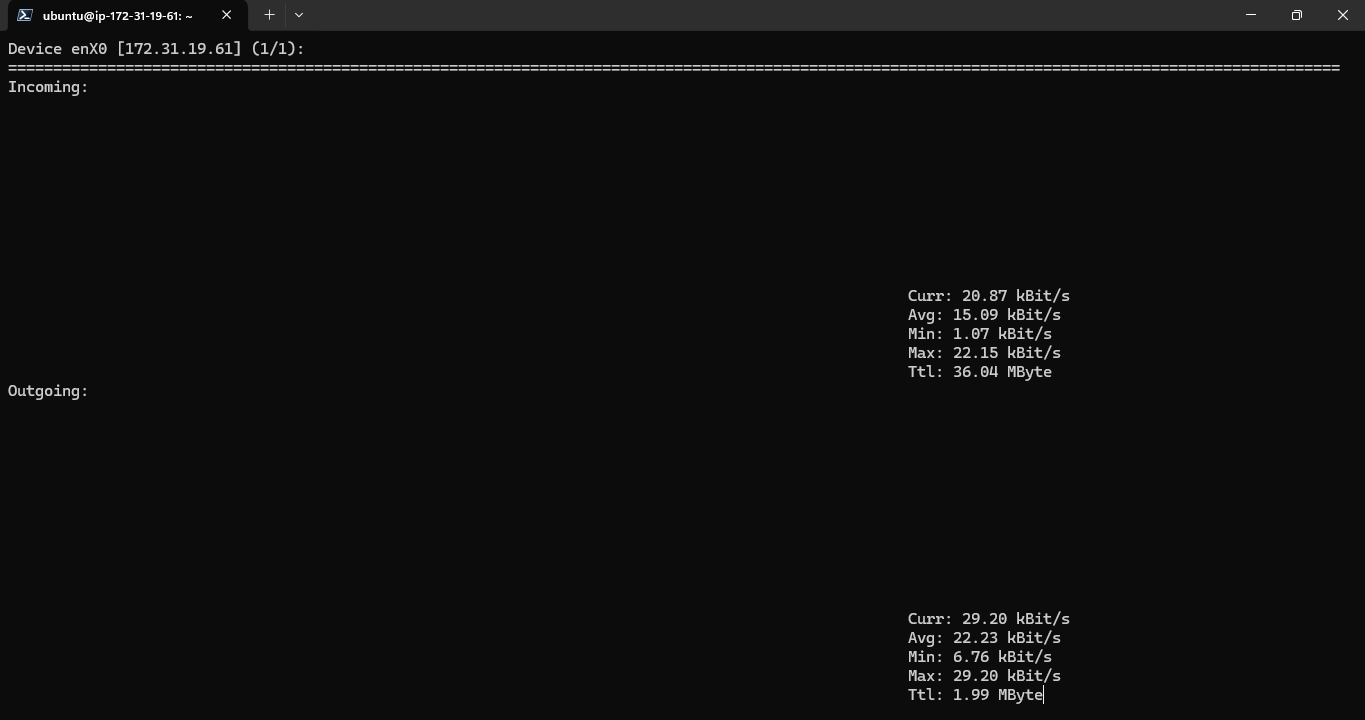 ubuntu@ip-172-31-19-61: ~
Device enX0 [172.31.19.61] (1/1):
====================================================================================================================================================
Incoming:
Curr: 20.87 kBit/s
Avg: 15.09 kBit/s
Min: 1.07 kBit/s
Max: 22.15 kBit/s
Ttl: 36.04 MByte
Outgoing:
Curr: 29.20 kBit/s
Avg: 22.23 kBit/s
Min: 6.76 kBit/s
Max: 29.20 kBit/s
Ttl: 1.99 MByte